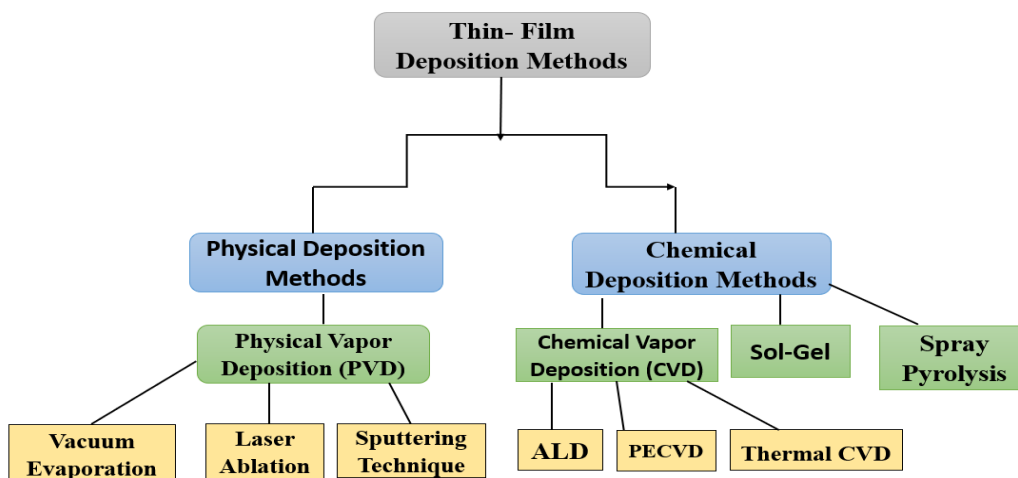 Thin- Film
Deposition Methods
Physical Deposition
Methods
Chemical
Deposition Methods
Physical Vapor
Deposition (PVD)
Chemical Vapor
Deposition (CVD)
Sol-Gel
Spray
Pyrolysis
Vacuum
Evaporation
Laser
Ablation
Sputtering
Technique
ALD
PECVD
Thermal CVD